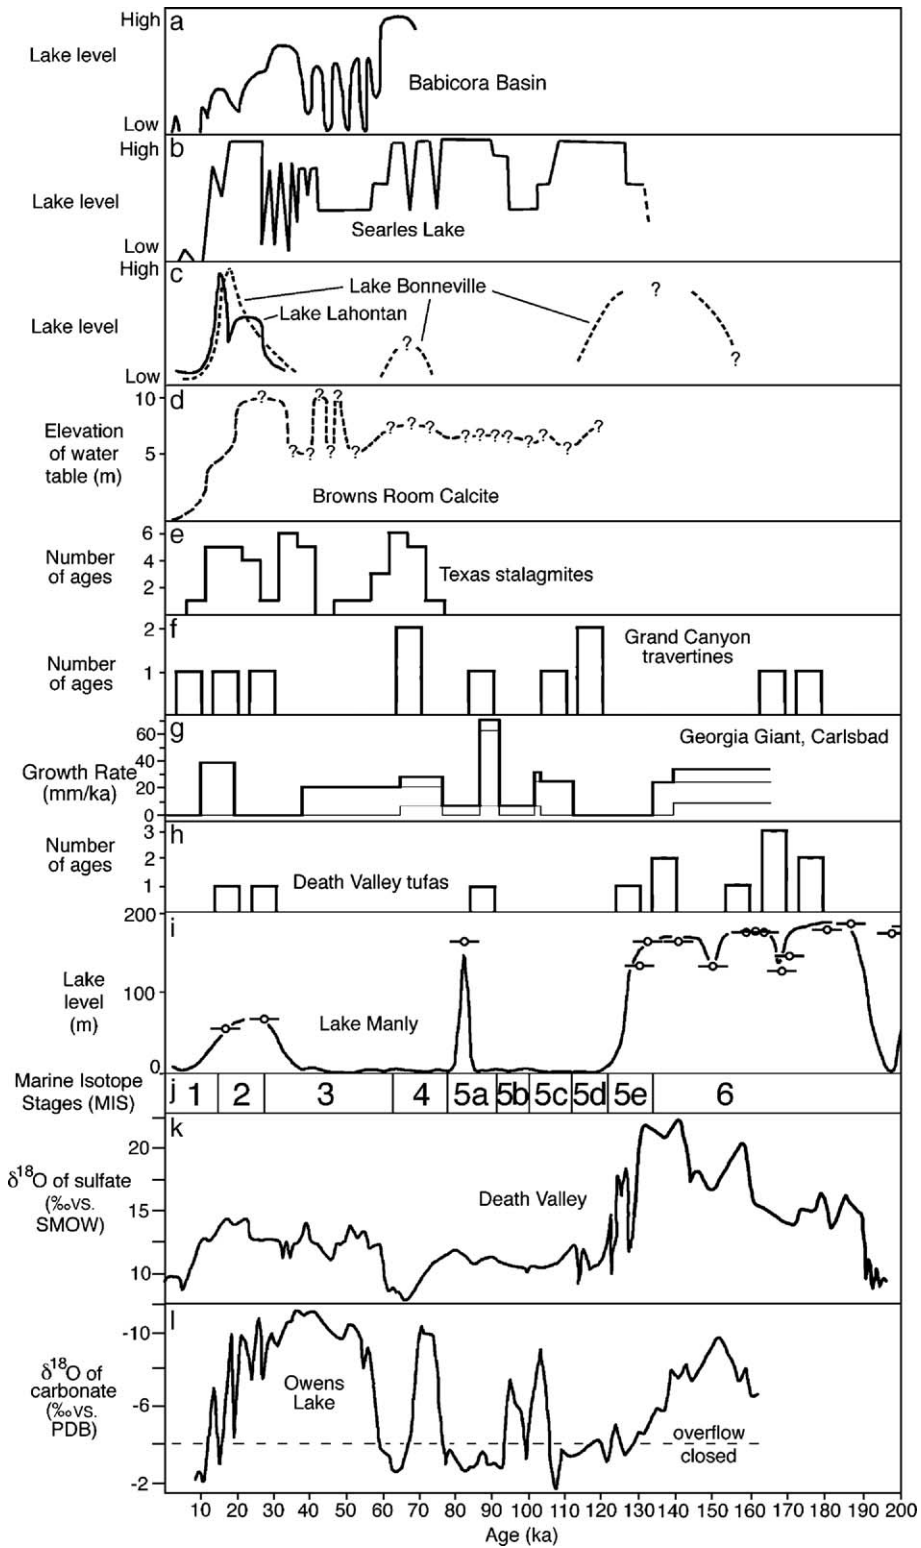 High
a
Lake level
Babicora Basin
Low
High
b
Lake level
Searles Lake
Low
High
c
Lake Bonneville
?
Lake Lahontan
Lake level
?
?
Low
10
d
? ? ?
Elevation
of water
table (m)
5
? ? ? ? ? ? ? ? ? ? ? ? ? ? ?
Browns Room Calcite
e
6
4
2
Number
of ages
Texas stalagmites
f
2
1
Number
of ages
Grand Canyon
travertines
g
60
40
20
0
Growth Rate
(mm/ka)
Georgia Giant, Carlsbad
h
3
2
1
Number
of ages
Death Valley tufas
200
i
Lake
level
(m)
100
Lake Manly
0
Marine Isotope
Stages (MIS)
j 1 2 3 4 5a 5b 5c 5d 5e 6
k
20
15
10
δ18O of sulfate
(‰vs.
SMOW)
Death Valley
l
-10
-6
-2
δ18O of
carbonate
(‰vs.
PDB)
Owens
Lake
overflow
closed
10 20 30 40 50 60 70 80 90 100 110 120 130 140 150 160 170 180 190 200
Age (ka)